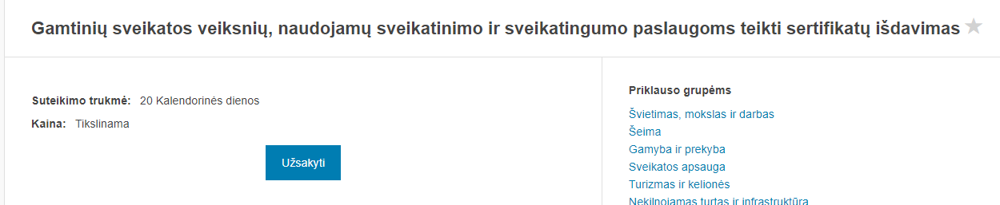 Gamtinių sveikatos veiksnių, naudojamų sveikatinimo ir sveikatingumo paslaugoms teikti sertifikatų išdavimas
Suteikimo trukmė: 20 Kalendorinės dienos
Kaina: Tikslinama
Užsakyti
Priklauso grupėms
Švietimas, mokslas ir darbas
Šeima
Gamyba ir prekyba
Sveikatos apsauga
Turizmas ir kelionės
Nekilnojamas turtas ir infrastruktūra